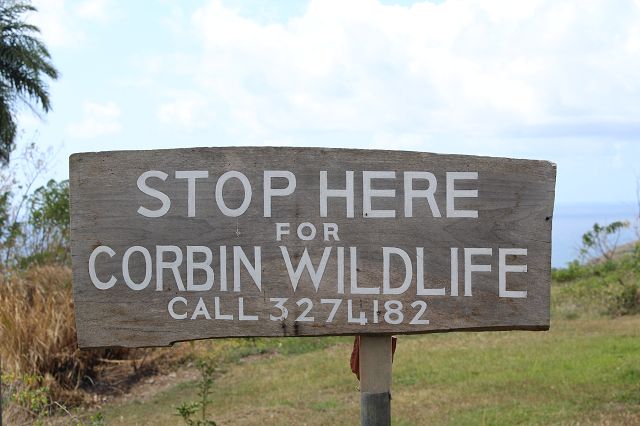 STOP HERE
FOR
CORBIN WILDLIFE
CALL 3274182